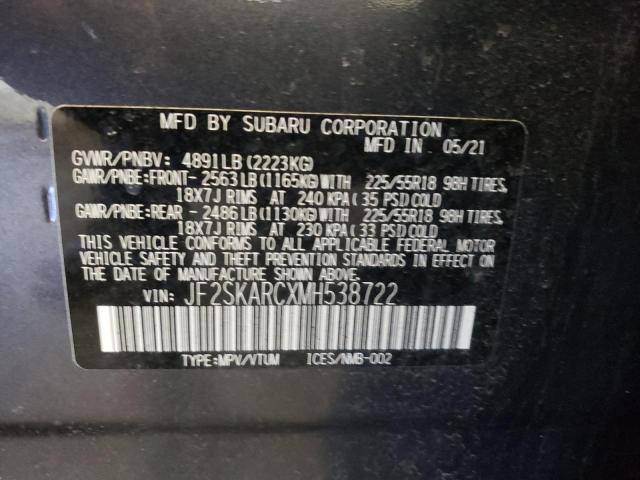 MFD BY SUBARU CORPORATION
MFD IN 05/21
GVWR/PNBV: 4891LB (2223KG)
GAWR/PNBE:FRONT- 2563LB(1165KG)WITH 225/55R18 98H TIRES,
18X7J RIMS AT 240 KPA(35 PSI)COLD
GAWR/PNBE:REAR - 2486LB(1130KG)WITH 225/55R18 98H TIRES,
18X7J RIMS AT 230 KPA(33 PSI)COLD
THIS VEHICLE CONFORMS TO ALL APPLICABLE FEDERAL MOTOR
VEHICLE SAFETY AND THEFT PREVENTION STANDARDS IN EFFECT
ON THE DATE OF MANUFACTURE SHOWN ABOVE.
VIN: JF2SKARCXMH538722
TYPE:MPV/VTUM ICES/NMB-002